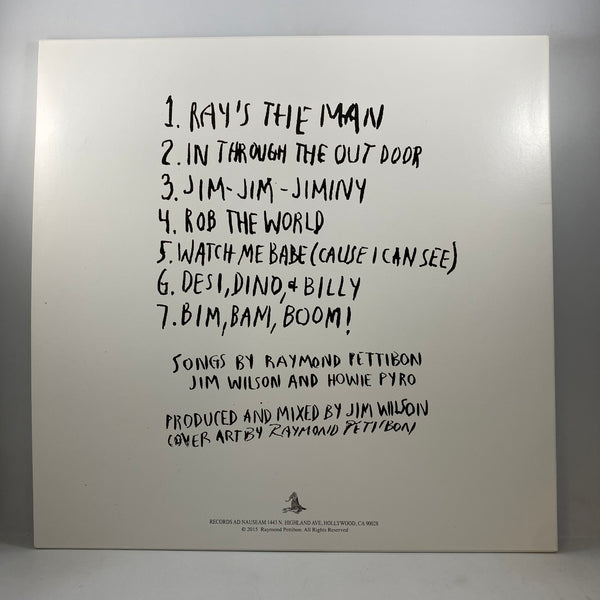 1. RAY'S THE MAN
2. IN THROUGH THE OUT DOOR
3. JIM-JIM-JIMINY
4. ROB THE WORLD
5. WATCH ME BABE (CAUSE I CAN SEE)
6. DESI, DINO, & BILLY
7. BIM, BAM, BOOM!
SONGS BY RAYMOND PETTIBON
JIM WILSON AND HOWIE PYRO
PRODUCED AND MIXED BY JIM WILSON
COVER ART BY RAYMOND PETTIBON
RECORDS AD NAUSEAM 1443 N. HIGHLAND AVE, HOLLYWOOD, CA 90028
© 2015 Raymond Pettibon. All Rights Reserved